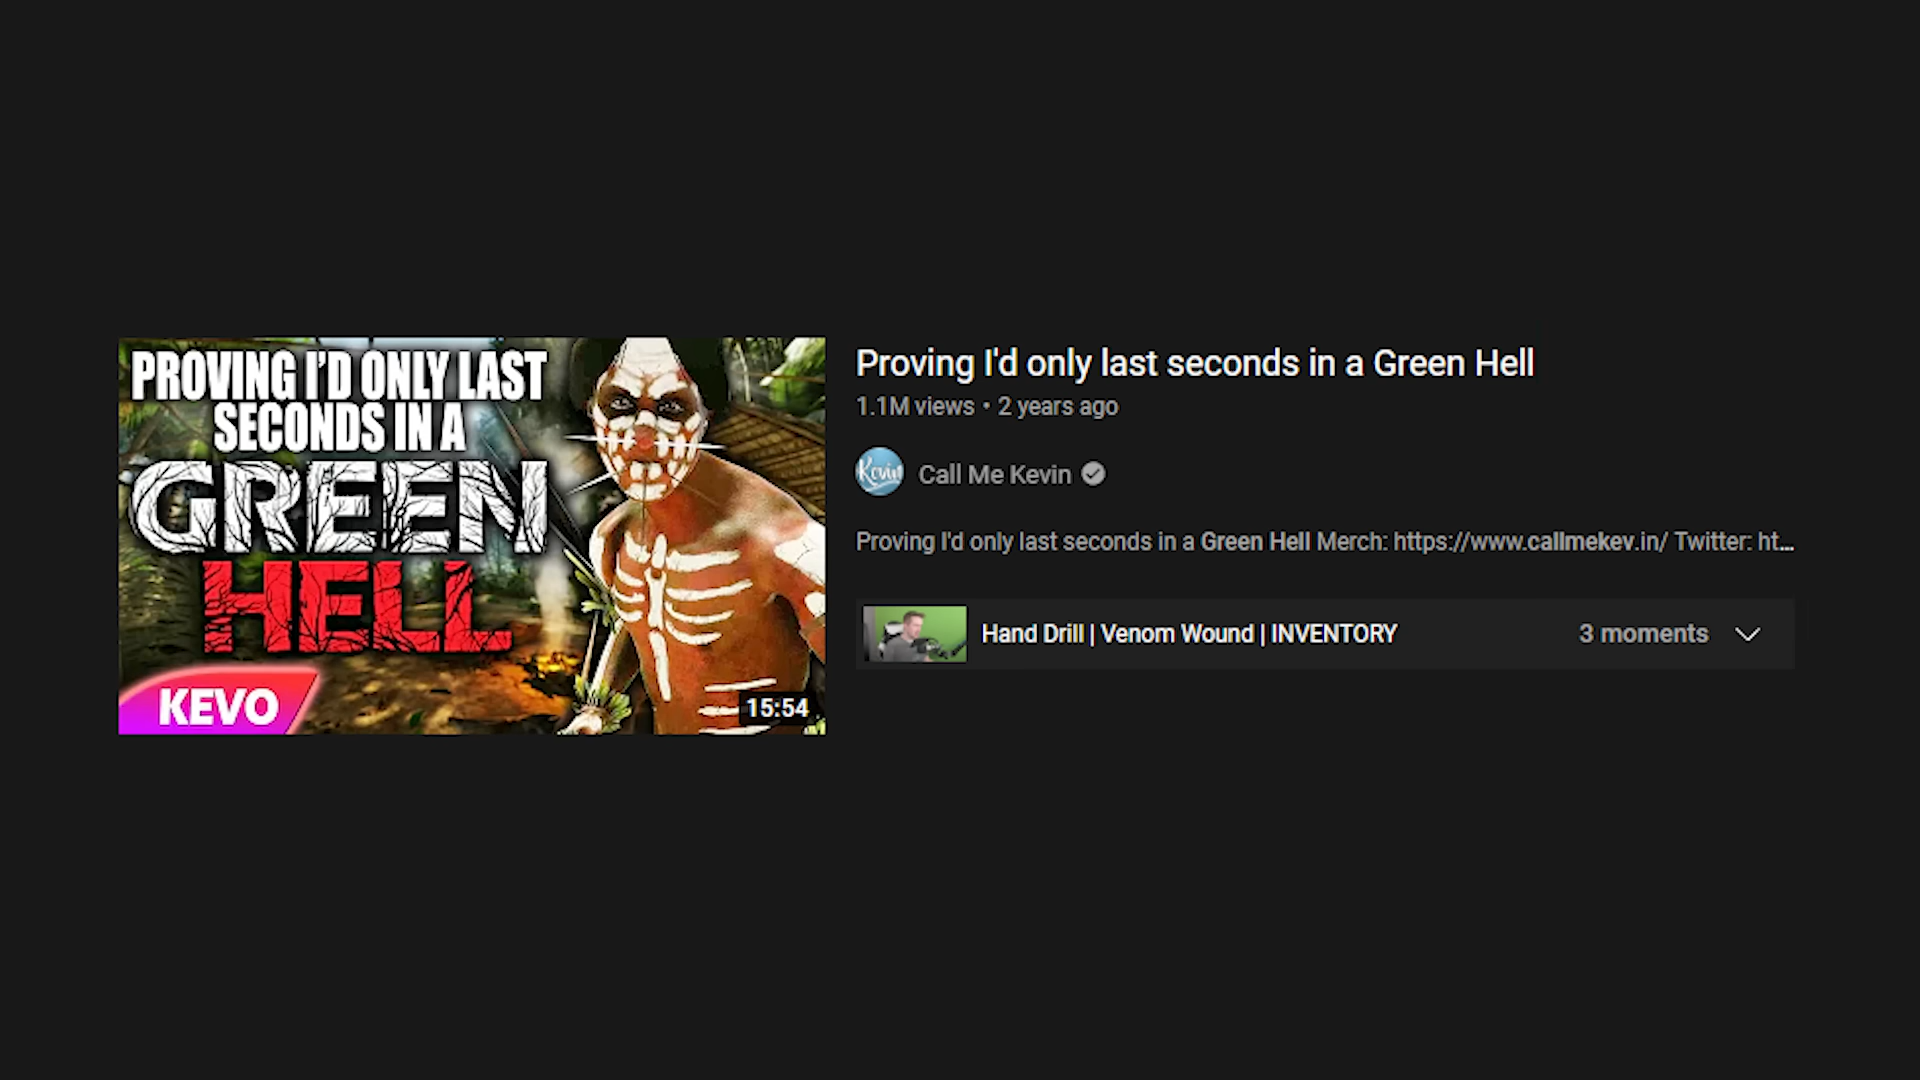 PROVING I'D ONLY LAST
SECONDS IN A
GREEN
HELL
KEVO
15:54
Proving I'd only last seconds in a Green Hell
1.1M views • 2 years ago
Kevin
Call Me Kevin
Proving I'd only last seconds in a Green Hell Merch: https://www.callmekev.in/ Twitter: ht...
Hand Drill | Venom Wound | INVENTORY
3 moments